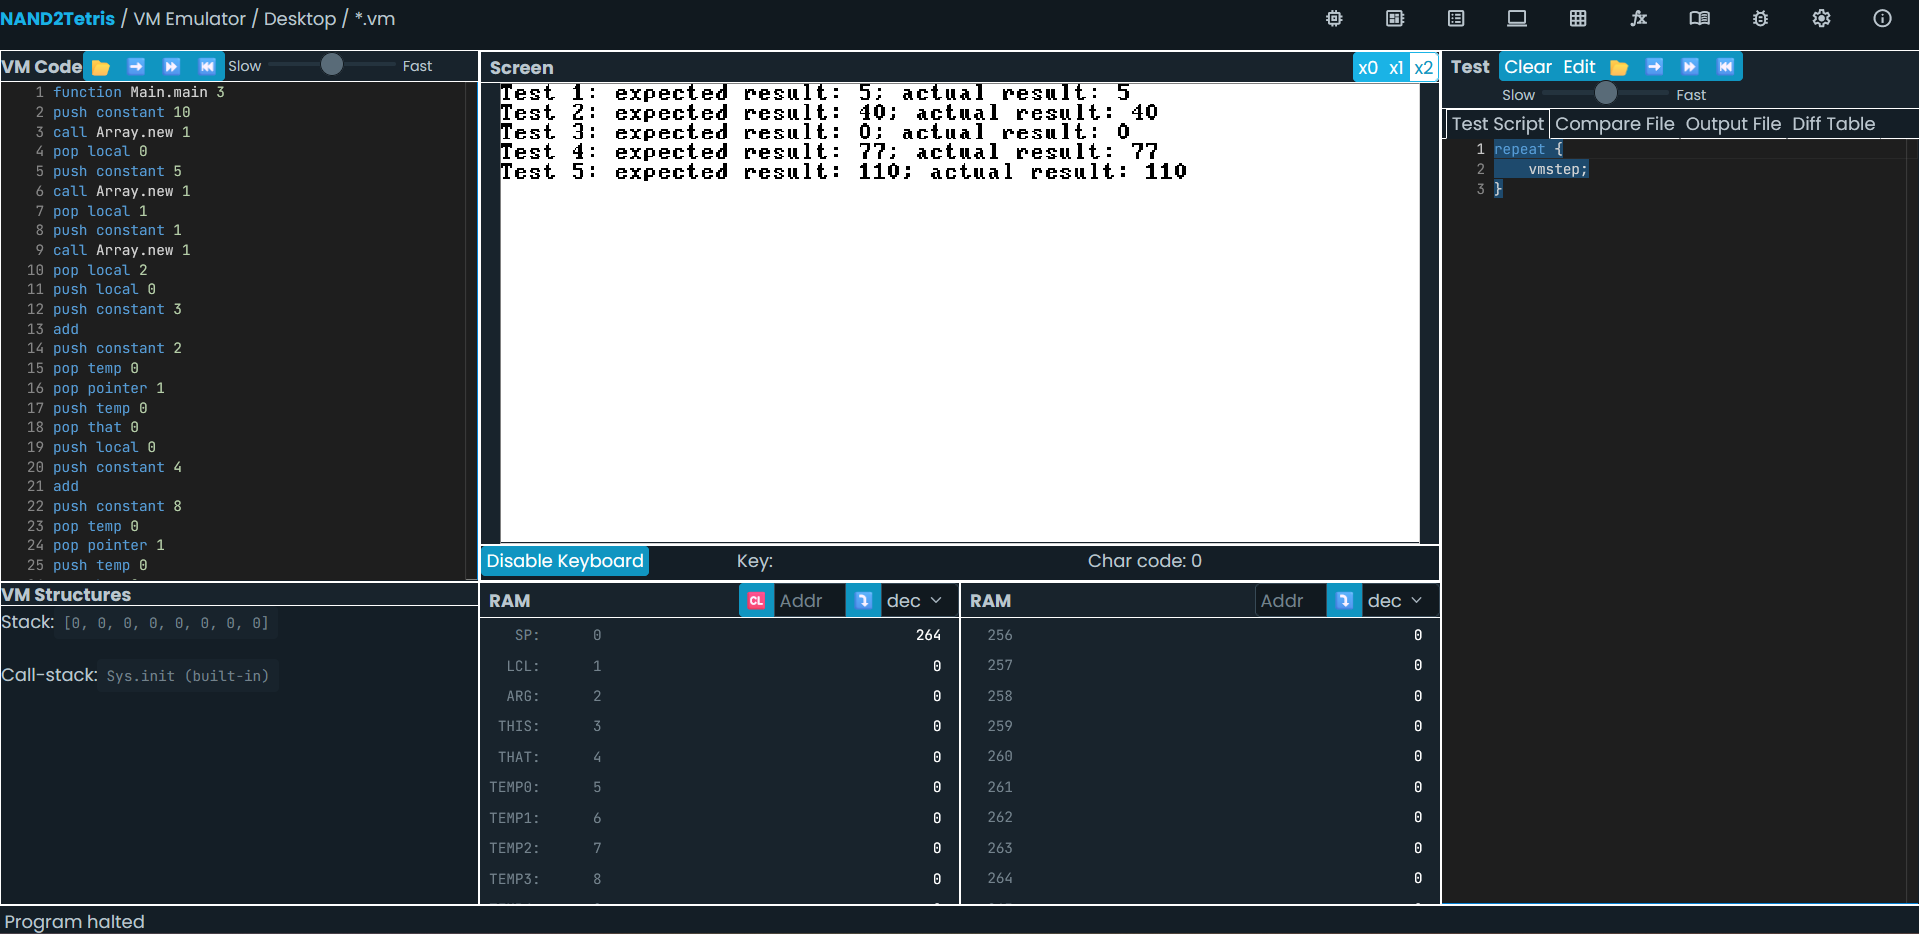 NAND2Tetris / VM Emulator / Desktop / *.vm
VM Code
Slow
Fast
1 function Main.main 3
2 push constant 10
3 call Array.new 1
4 pop local 0
5 push constant 5
6 call Array.new 1
7 pop local 1
8 push constant 1
9 call Array.new 1
10 pop local 2
11 push local 0
12 push constant 3
13 add
14 push constant 2
15 pop temp 0
16 pop pointer 1
17 push temp 0
18 pop that 0
19 push local 0
20 push constant 4
21 add
22 push constant 8
23 pop temp 0
24 pop pointer 1
25 push temp 0
VM Structures
Stack: [0, 0, 0, 0, 0, 0, 0, 0]
Call-stack: Sys.init (built-in)
Screen
x0 x1 x2
Test 1: expected result: 5; actual result: 5
Test 2: expected result: 40; actual result: 40
Test 3: expected result: 0; actual result: 0
Test 4: expected result: 77; actual result: 77
Test 5: expected result: 110; actual result: 110
Disable Keyboard
Key:
Char code: 0
RAM
CL
Addr
dec
SP: 0 264
LCL: 1 0
ARG: 2 0
THIS: 3 0
THAT: 4 0
TEMP0: 5 0
TEMP1: 6 0
TEMP2: 7 0
TEMP3: 8 0
RAM
Addr
dec
256 0
257 0
258 0
259 0
260 0
261 0
262 0
263 0
264 0
Test
Clear Edit
Slow
Fast
Test Script Compare File Output File Diff Table
1 repeat {
2 vmstep;
3 }
Program halted